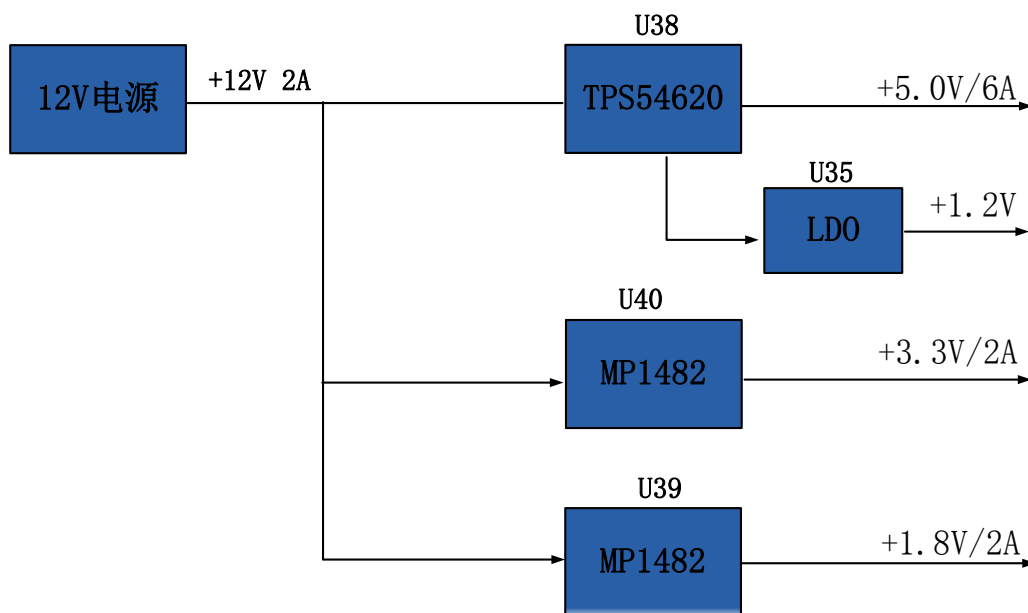 U38
12V电源
+12V 2A
TPS54620
+5.0V/6A
U35
LDO
+1.2V
U40
MP1482
+3.3V/2A
U39
MP1482
+1.8V/2A